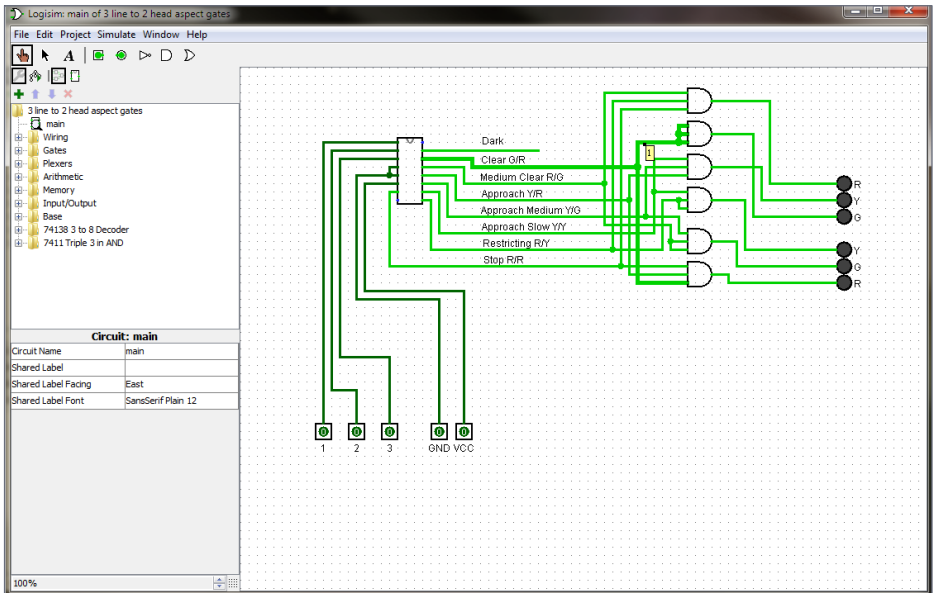 Logisim: main of 3 line to 2 head aspect gates
File Edit Project Simulate Window Help
A
3 line to 2 head aspect gates
main
Wiring
Gates
Plexers
Arithmetic
Memory
Input/Output
Base
74138 3 to 8 Decoder
7411 Triple 3 in AND
Circuit: main
Circuit Name main
Shared Label
Shared Label Facing East
Shared Label Font SansSerif Plain 12
100%
Dark
Clear G/R
Medium Clear R/G
Approach Y/R
Approach Medium Y/G
Approach Slow Y/Y
Restricting R/Y
Stop R/R
1
R
Y
G
Y
G
R
0 0 0 0 0
1 2 3 GND VCC